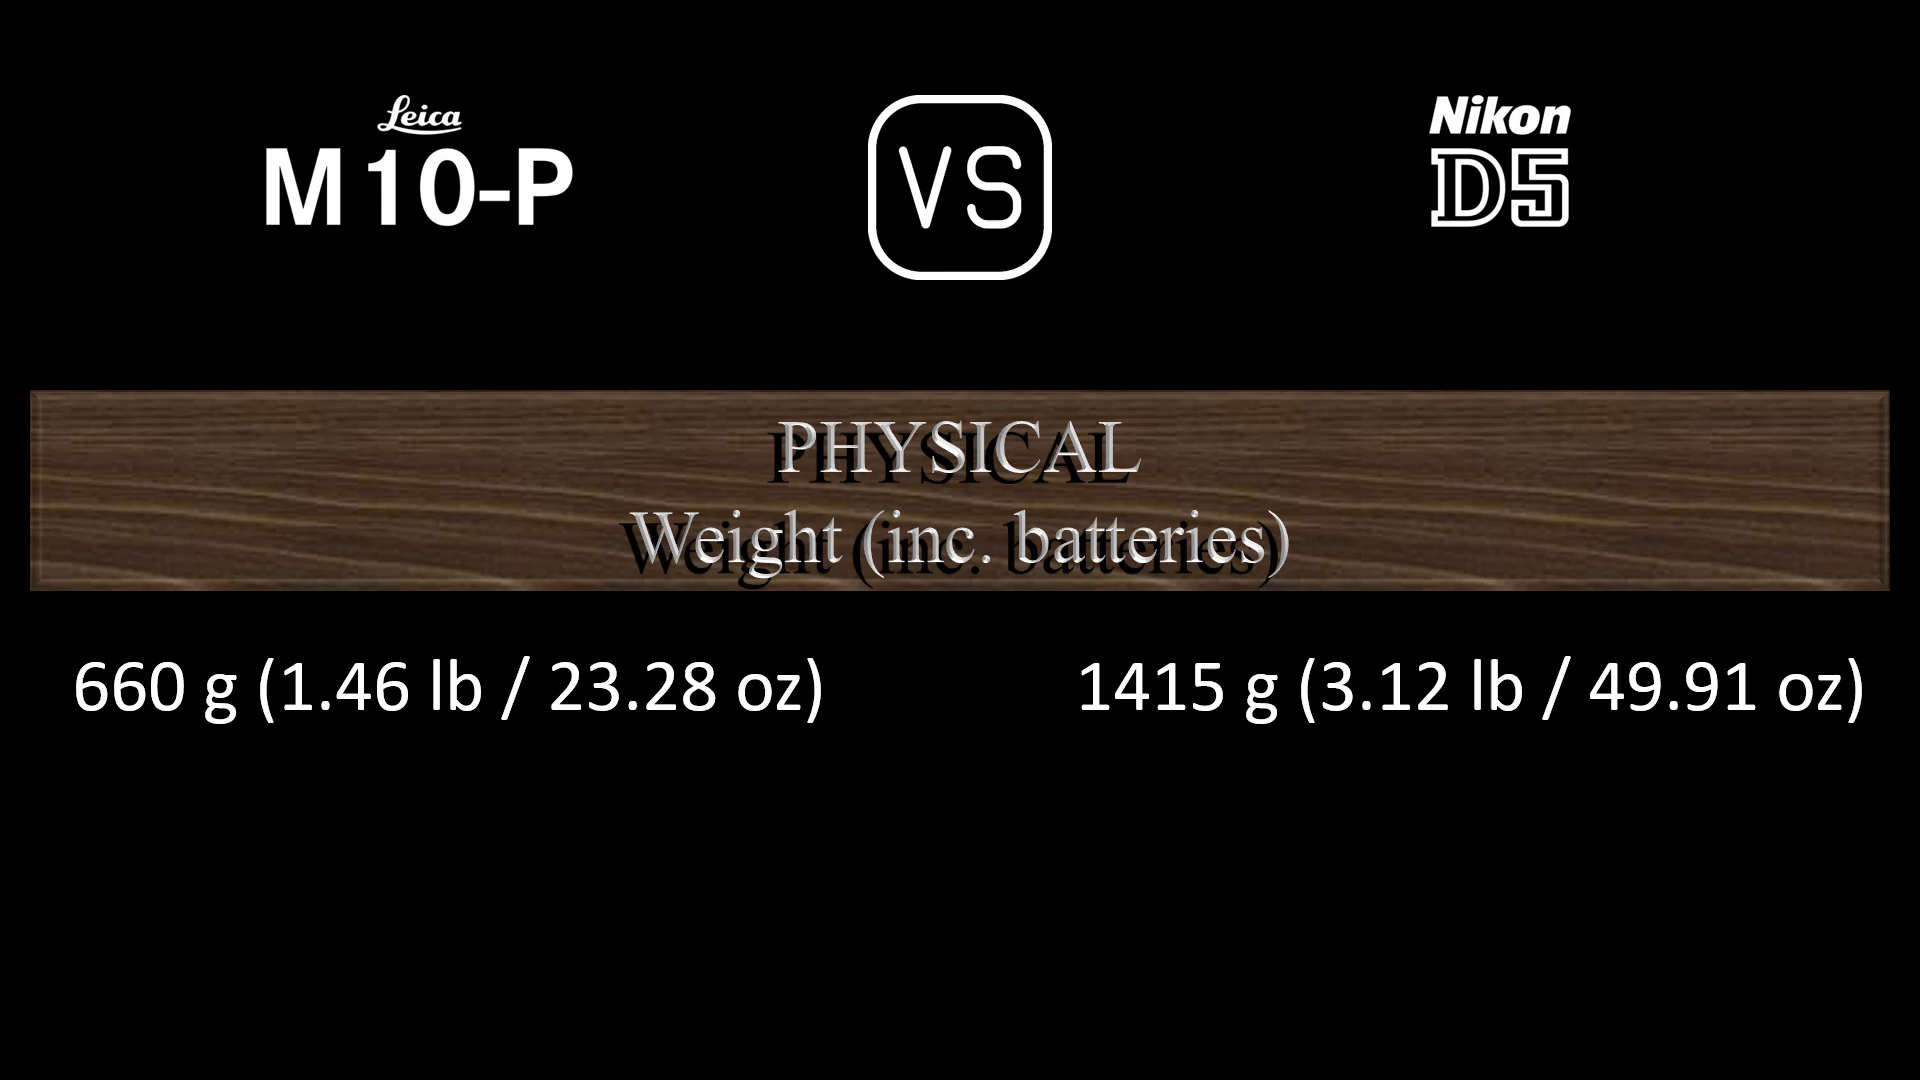 Leica
M10-P
VS
Nikon
D5
PHYSICAL
Weight (inc. batteries)
660 g (1.46 lb / 23.28 oz)
1415 g (3.12 lb / 49.91 oz)